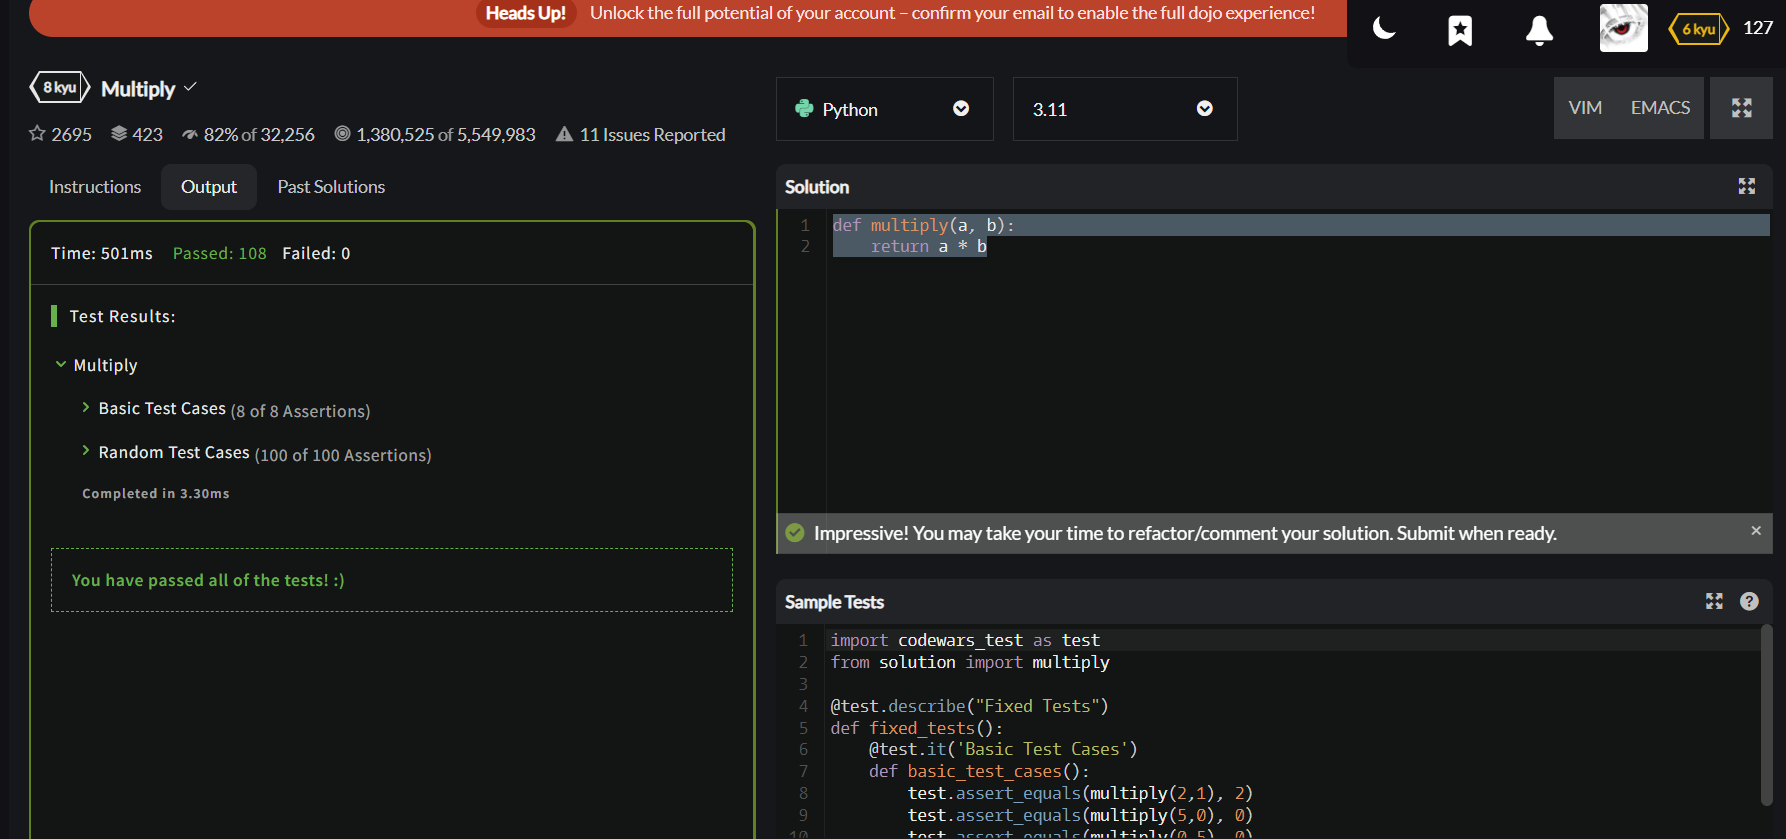 Heads Up! Unlock the full potential of your account – confirm your email to enable the full dojo experience!
6 kyu 127
8 kyu Multiply
2695 423 82% of 32,256 1,380,525 of 5,549,983 11 Issues Reported
Python 3.11 VIM EMACS
Instructions Output Past Solutions
Time: 501ms Passed: 108 Failed: 0
Test Results:
Multiply
Basic Test Cases (8 of 8 Assertions)
Random Test Cases (100 of 100 Assertions)
Completed in 3.30ms
You have passed all of the tests! :)
Solution
1 def multiply(a, b):
2     return a * b
Impressive! You may take your time to refactor/comment your solution. Submit when ready.
Sample Tests
1 import codewars_test as test
2 from solution import multiply
3
4 @test.describe("Fixed Tests")
5 def fixed_tests():
6     @test.it('Basic Test Cases')
7     def basic_test_cases():
8         test.assert_equals(multiply(2,1), 2)
9         test.assert_equals(multiply(5,0), 0)
10         test.assert_equals(multiply(0,5), 0)